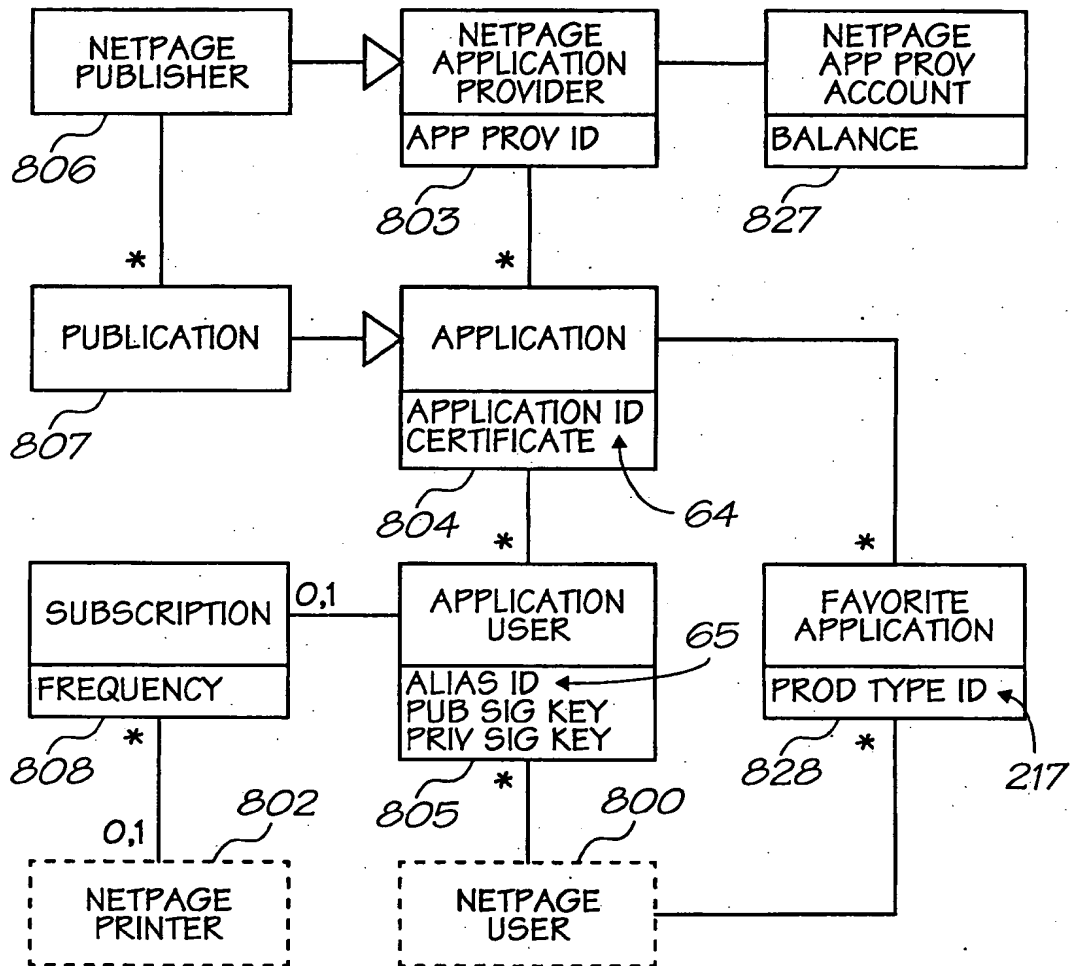 NETPAGE
PUBLISHER
806
NETPAGE
APPLICATION
PROVIDER
APP PROV ID
803
NETPAGE
APP PROV
ACCOUNT
BALANCE
827
*
*
PUBLICATION
807
APPLICATION
APPLICATION ID
CERTIFICATE
804
64
*
*
SUBSCRIPTION
FREQUENCY
808
0,1
APPLICATION
USER
ALIAS ID
PUB SIG KEY
PRIV SIG KEY
805
65
FAVORITE
APPLICATION
PROD TYPE ID
828
217
*
*
*
0,1
802
NETPAGE
PRINTER
800
NETPAGE
USER